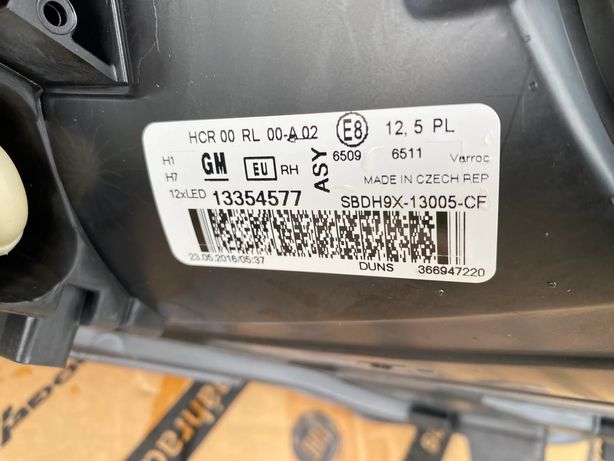 HCR 00 RL 00-A 02 E8 12,5 PL
H1 GM EU RH ASY 6509 6511 Varroc
H7 MADE IN CZECH REP
12xLED 13354577 SBDH9X-13005-CF
23.05.2016/05:37 DUNS 366947220
náhrad